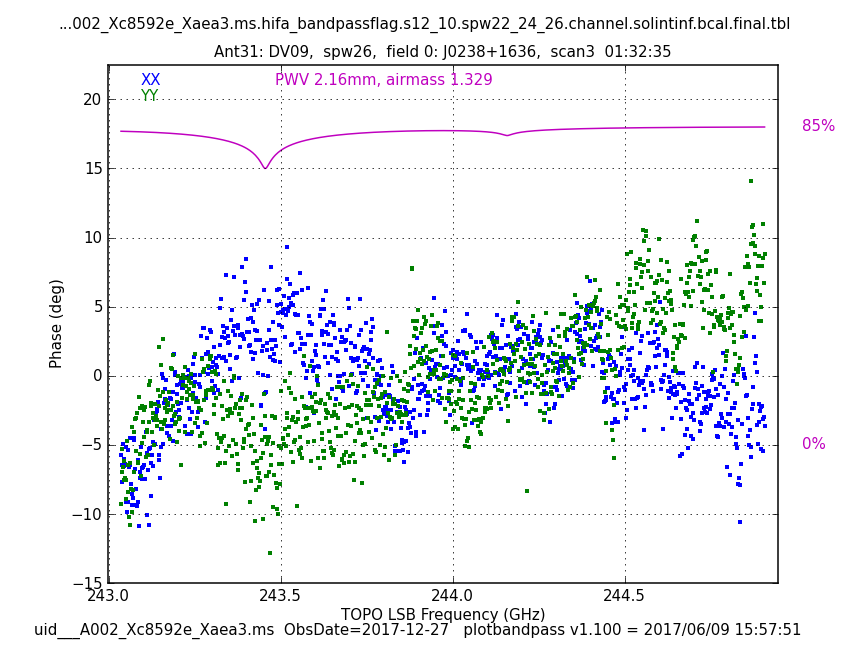 ...002_Xc8592e_Xaea3.ms.hifa_bandpassflag.s12_10.spw22_24_26.channel.solintinf.bcal.final.tbl
Ant31: DV09,  spw26,  field 0: J0238+1636,  scan3  01:32:35
XX
YY
PWV 2.16mm, airmass 1.329
85%
0%
20
15
10
5
0
−5
−10
−15
Phase (deg)
243.0 243.5 244.0 244.5
TOPO LSB Frequency (GHz)
uid___A002_Xc8592e_Xaea3.ms  ObsDate=2017-12-27   plotbandpass v1.100 = 2017/06/09 15:57:51